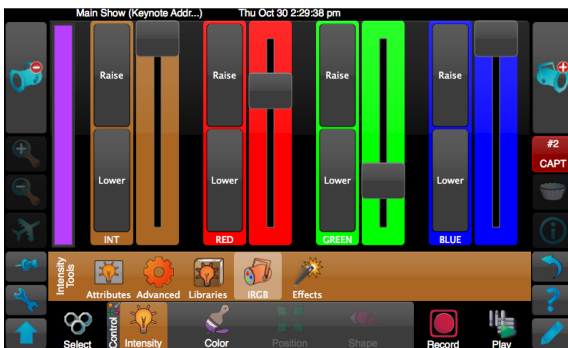 Main Show (Keynote Addr...) Thu Oct 30 2:29:38 pm
Raise Raise Raise Raise
#2
CAPT
Lower Lower Lower Lower
INT RED GREEN BLUE
Intensity
Tools
Attributes Advanced Libraries IRGB Effects
Control
Select Intensity Color Position Shape Record Play